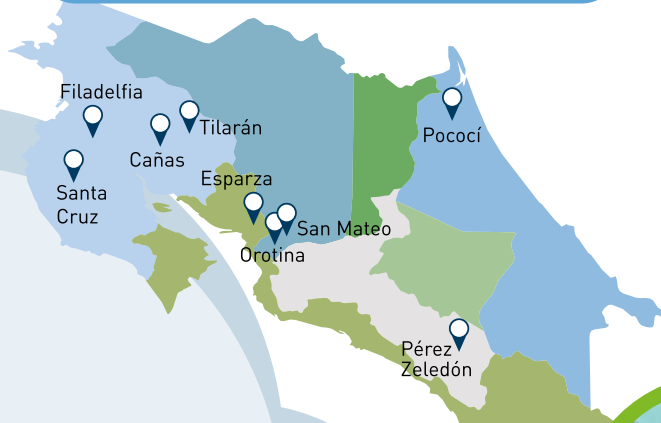 Filadelfia
Tilarán
Pococí
Cañas
Esparza
Santa
Cruz
San Mateo
Orotina
Pérez
Zeledón